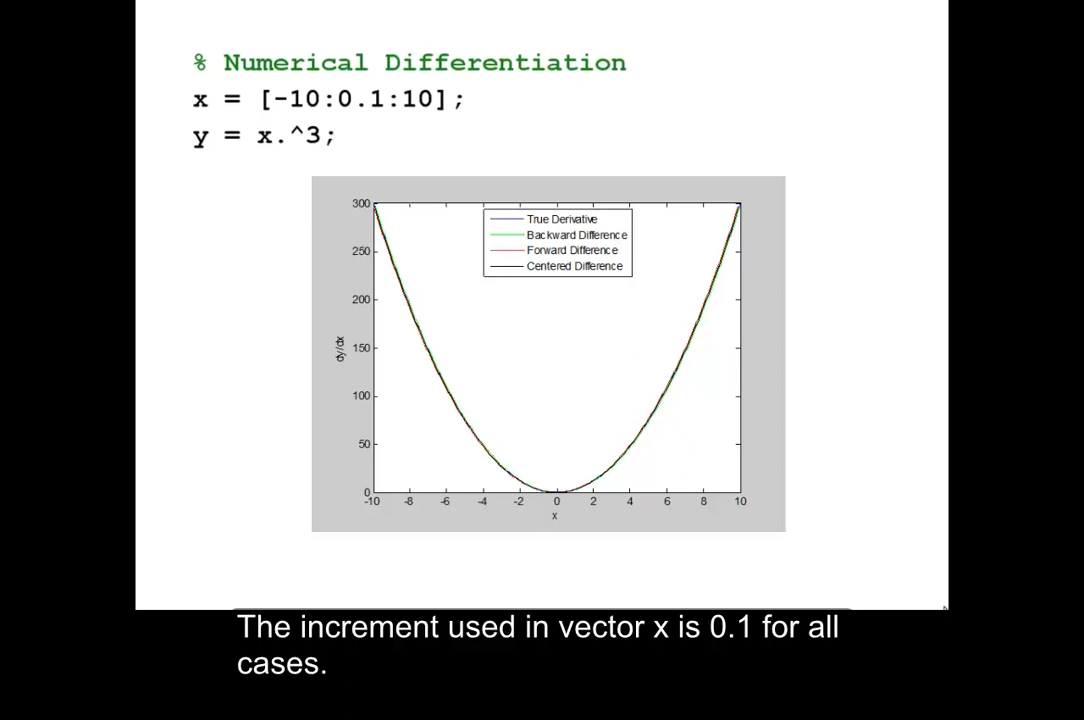 % Numerical Differentiation
x = [-10:0.1:10];
y = x.^3;
300
250
200
150
100
50
0
dy/dx
True Derivative
Backward Difference
Forward Difference
Centered Difference
-10 -8 -6 -4 -2 0 2 4 6 8 10
x
The increment used in vector x is 0.1 for all
cases.